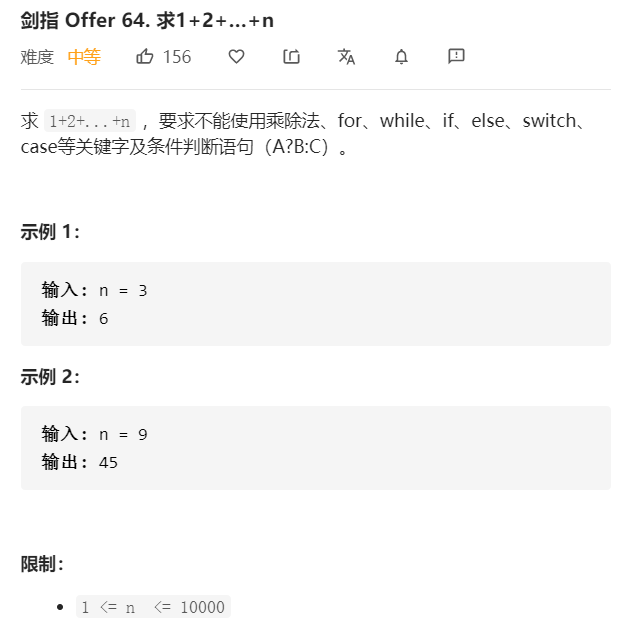 剑指 Offer 64. 求1+2+…+n
难度 中等 156
求 1+2+...+n ，要求不能使用乘除法、for、while、if、else、switch、
case等关键字及条件判断语句（A?B:C）。
示例 1：
输入: n = 3
输出: 6
示例 2：
输入: n = 9
输出: 45
限制：
• 1 <= n <= 10000